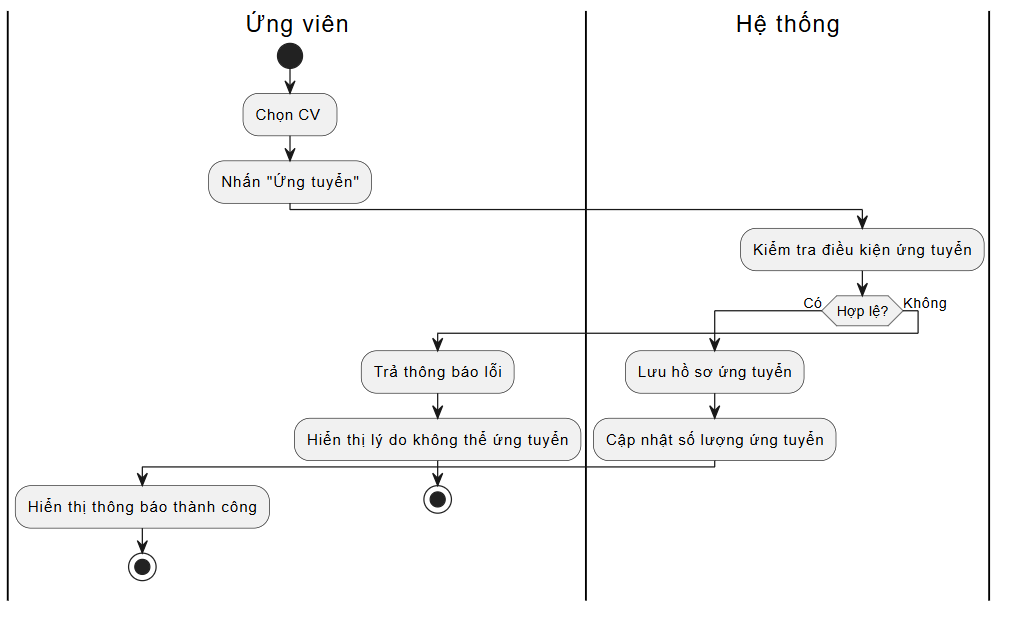 Ứng viên
Hệ thống
Chọn CV
Nhấn "Ứng tuyển"
Kiểm tra điều kiện ứng tuyển
Có
Hợp lệ?
Không
Trả thông báo lỗi
Lưu hồ sơ ứng tuyển
Hiển thị lý do không thể ứng tuyển
Cập nhật số lượng ứng tuyển
Hiển thị thông báo thành công